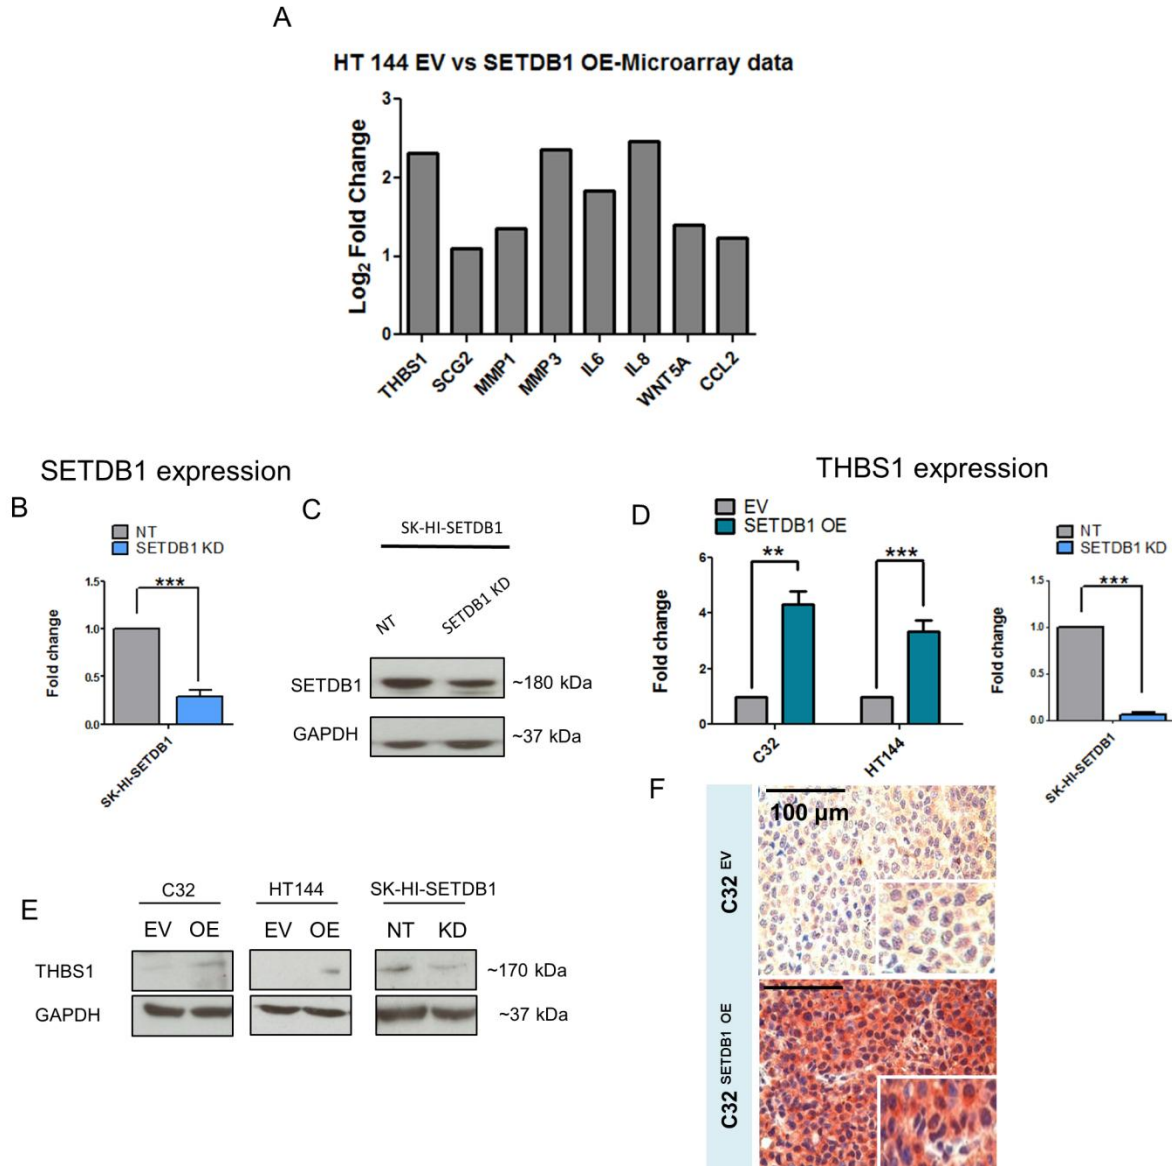 A
HT 144 EV vs SETDB1 OE-Microarray data
Log2 Fold Change
3
2
1
0
THBS1
SCG2
MMP1
MMP3
IL6
IL8
WNT5A
CCL2
SETDB1 expression
B
NT
SETDB1 KD
Fold change
1.5
1.0
0.5
0.0
***
SK-HI-SETDB1
C
SK-HI-SETDB1
NT
SETDB1 KD
SETDB1
~180 kDa
GAPDH
~37 kDa
THBS1 expression
D
EV
SETDB1 OE
Fold change
6
4
2
0
**
***
C32
HT144
NT
SETDB1 KD
Fold change
1.5
1.0
0.5
0.0
***
SK-HI-SETDB1
E
C32
HT144
SK-HI-SETDB1
EV OE
EV OE
NT KD
THBS1
~170 kDa
GAPDH
~37 kDa
F
100 µm
C32 EV
C32 SETDB1 OE